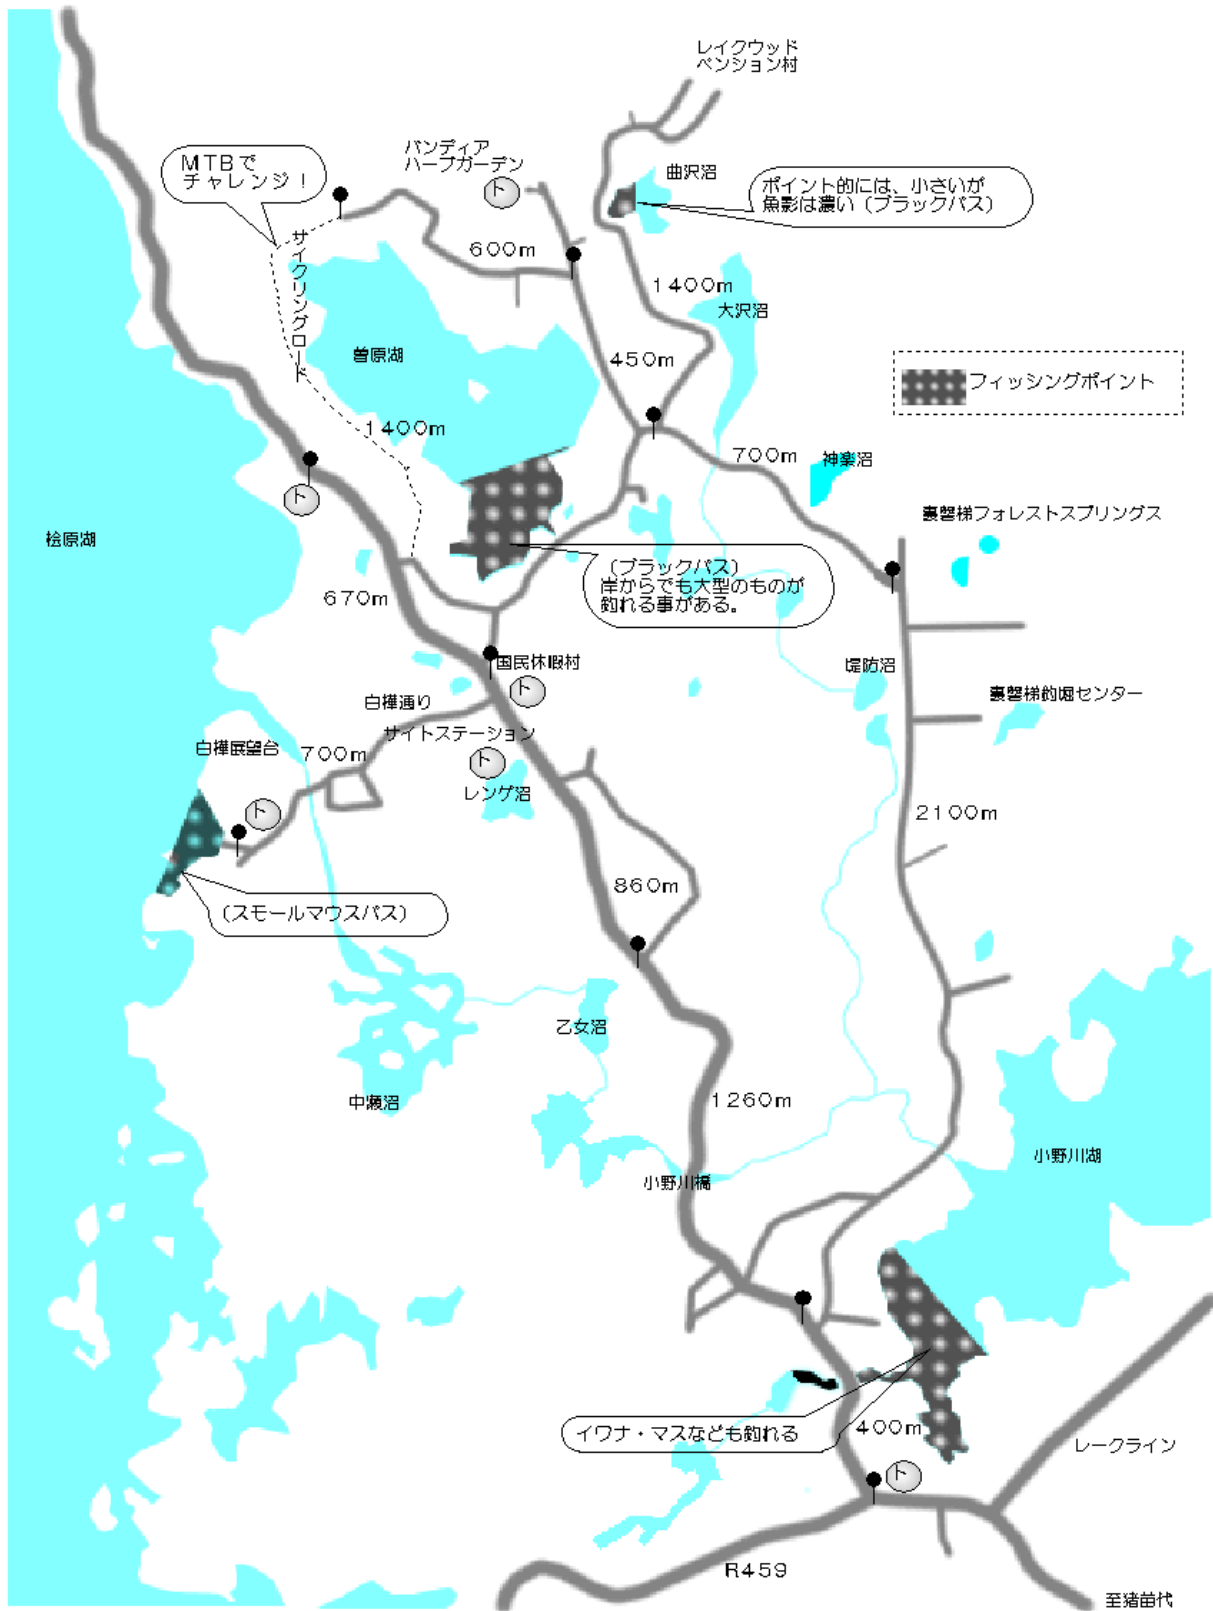 レイクウッド
ペンション村
バンディア
ハーブガーデン
ト
MTBで
チャレンジ！
曲沢沼
ポイント的には、小さいが
魚影は濃い（ブラックバス）
サイクリングロード
600m
1400m
大沢沼
曽原湖
450m
フィッシングポイント
1400m
700m
神楽沼
ト
裏磐梯フォレストスプリングス
桧原湖
（ブラックバス）
岸からでも大型のものが
釣れる事がある。
670m
国民休暇村
ト
堤防沼
裏磐梯釣堀センター
白樺通り
サイトステーション
白樺展望台
700m
ト
レンゲ沼
ト
2100m
860m
（スモールマウスバス）
乙女沼
中瀬沼
1260m
小野川湖
小野川橋
イワナ・マスなども釣れる
400m
レークライン
ト
R459
至猪苗代